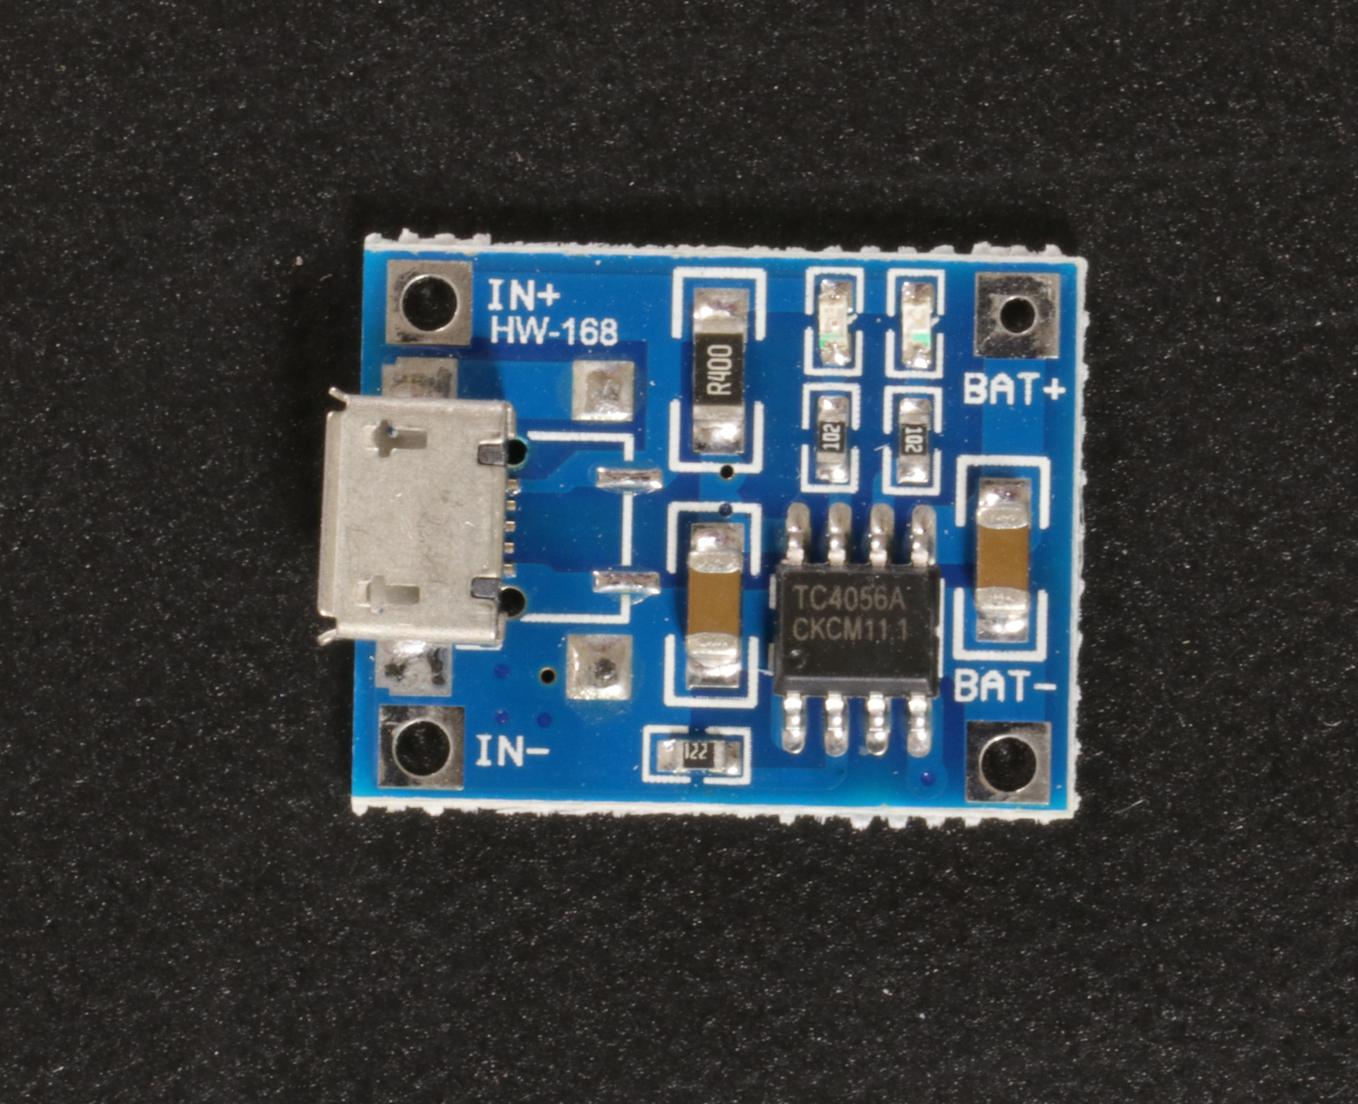 IN+
HW-168
R400
102
102
BAT+
TC4056A
CKCM11.1
BAT-
IN-
122